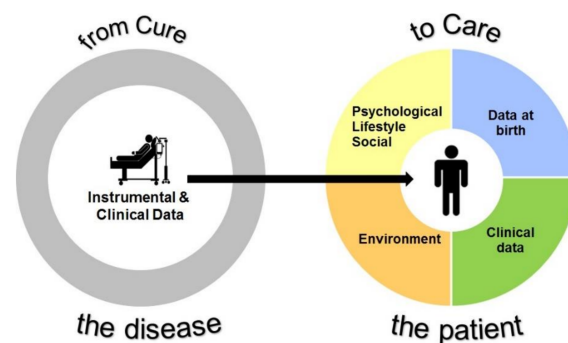 from Cure
Instrumental &
Clinical Data
the disease
to Care
Psychological
Lifestyle
Social
Data at
birth
Environment
Clinical
data
the patient